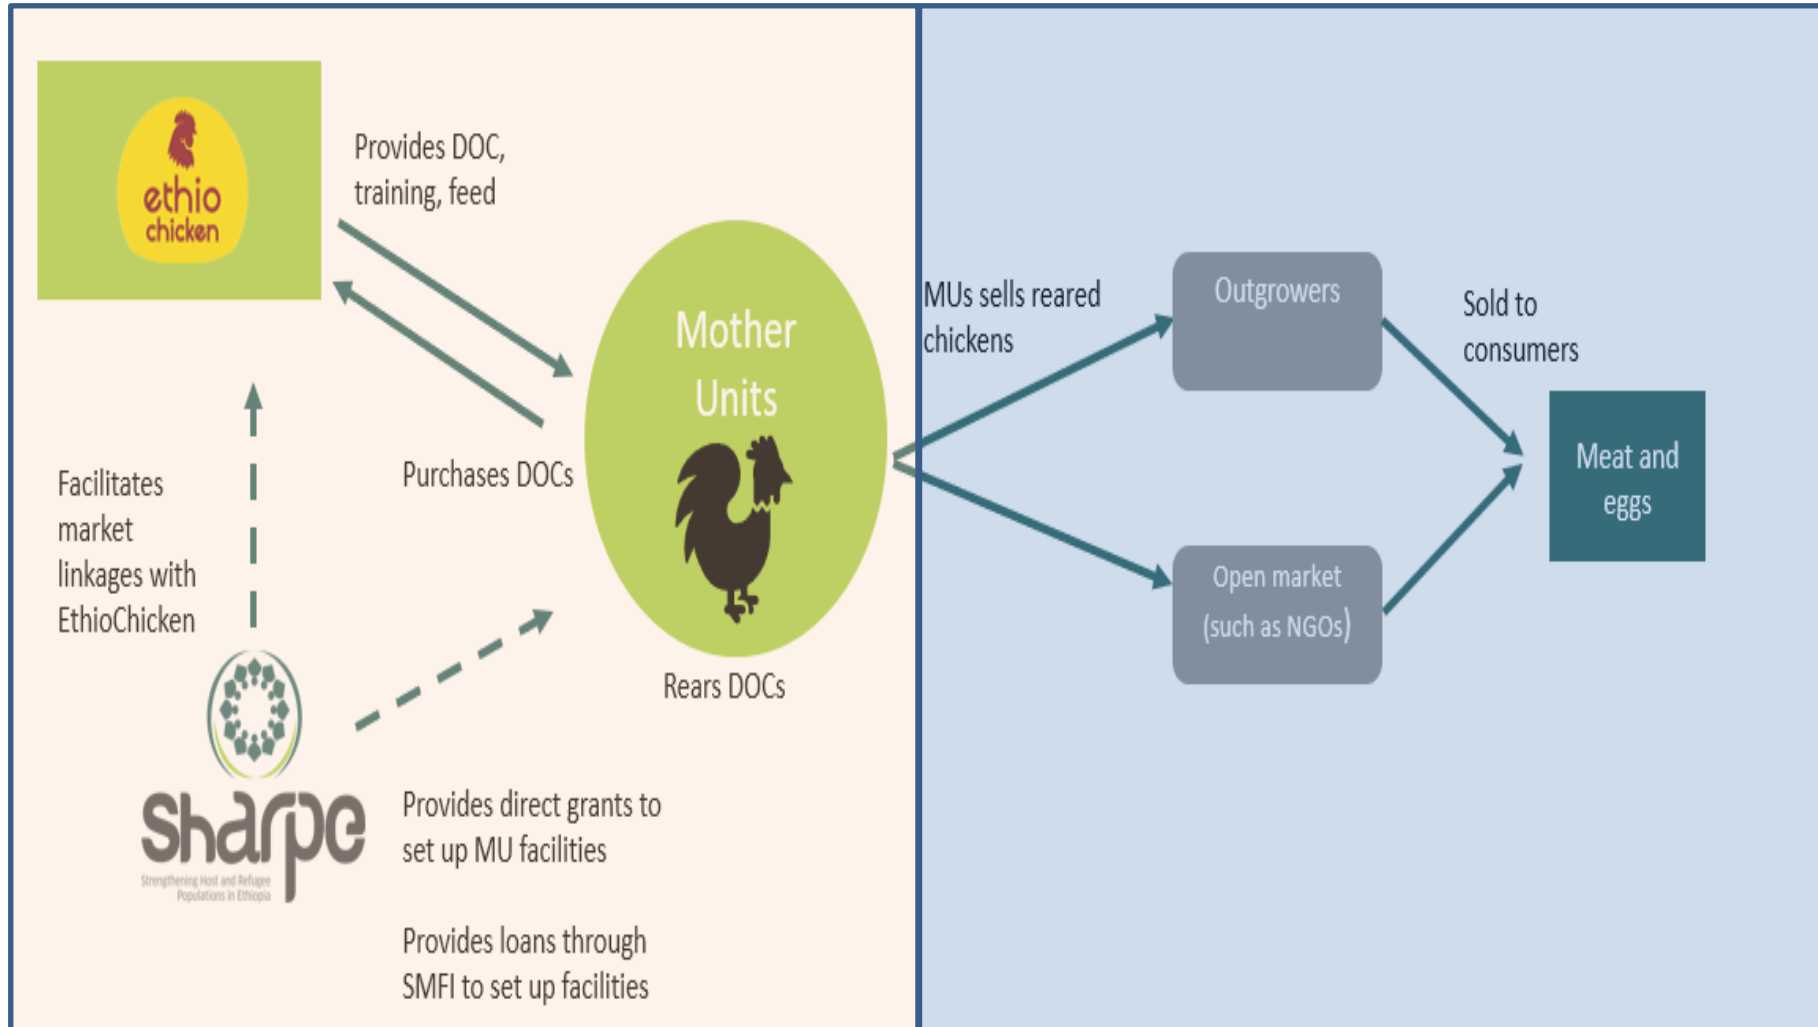 ethio
chicken
Provides DOC,
training, feed
Mother
Units
Purchases DOCs
Rears DOCs
Facilitates
market
linkages with
EthioChicken
sharpe
Strengthening Host and Refugee
Populations in Ethiopia
Provides direct grants to
set up MU facilities
Provides loans through
SMFI to set up facilities
MUs sells reared
chickens
Outgrowers
Open market
(such as NGOs)
Sold to
consumers
Meat and
eggs